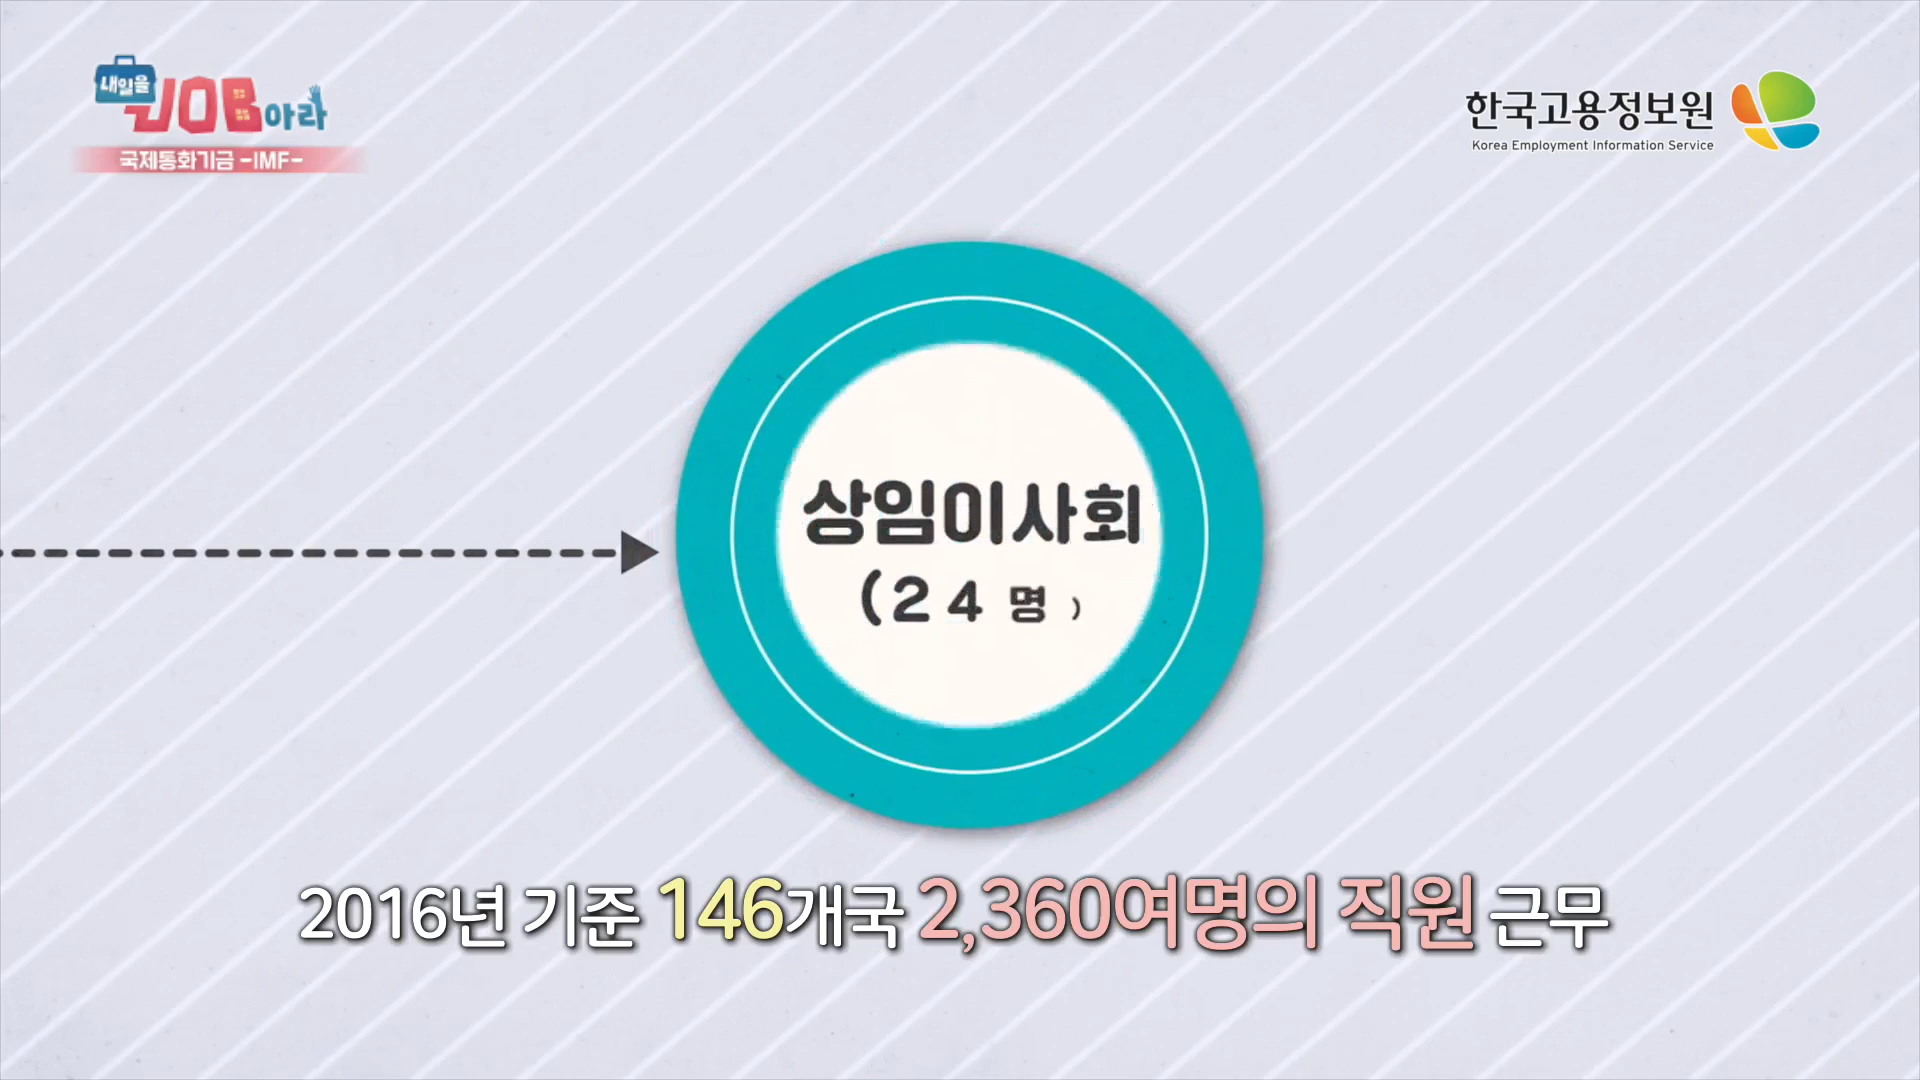 내일을
JOB아라
국제통화기금 -IMF-
한국고용정보원
Korea Employment Information Service
상임이사회
(24명)
2016년 기준 146개국 2,360여명의 직원 근무